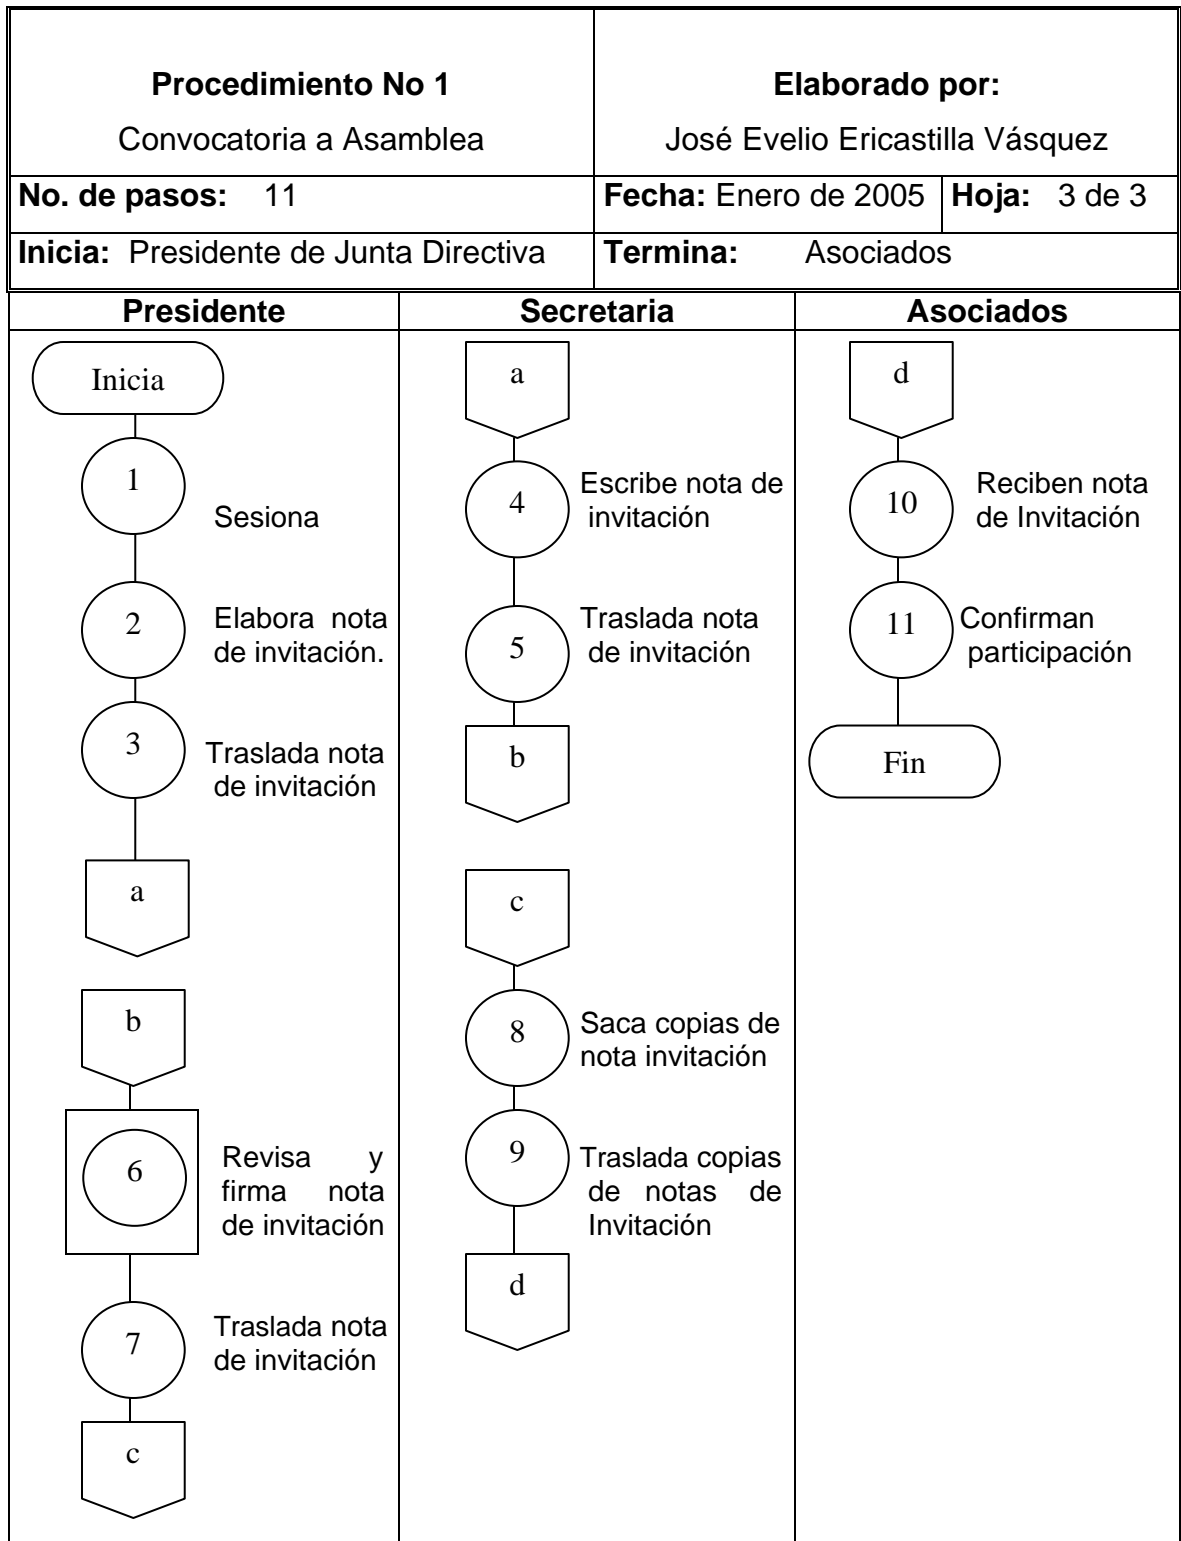 Procedimiento No 1
Convocatoria a Asamblea
Elaborado por:
José Evelio Ericastilla Vásquez
No. de pasos: 11
Fecha: Enero de 2005
Hoja: 3 de 3
Inicia: Presidente de Junta Directiva
Termina: Asociados
Presidente
Inicia
1
Sesiona
2
Elabora nota
de invitación.
3
Traslada nota
de invitación
a
b
6
Revisa y
firma nota
de invitación
7
Traslada nota
de invitación
c
Secretaria
a
4
Escribe nota de
invitación
5
Traslada nota
de invitación
b
c
8
Saca copias de
nota invitación
9
Traslada copias
de notas de
Invitación
d
Asociados
d
10
Reciben nota
de Invitación
11
Confirman
participación
Fin